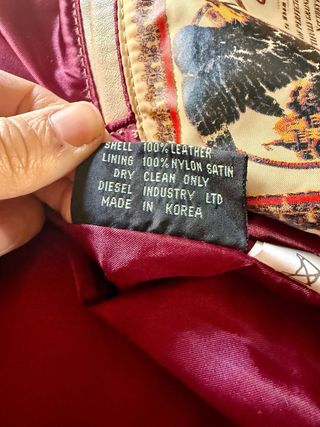 SHELL 100% LEATHER
LINING 100% NYLON SATIN
DRY CLEAN ONLY
DIESEL INDUSTRY LTD
MADE IN KOREA